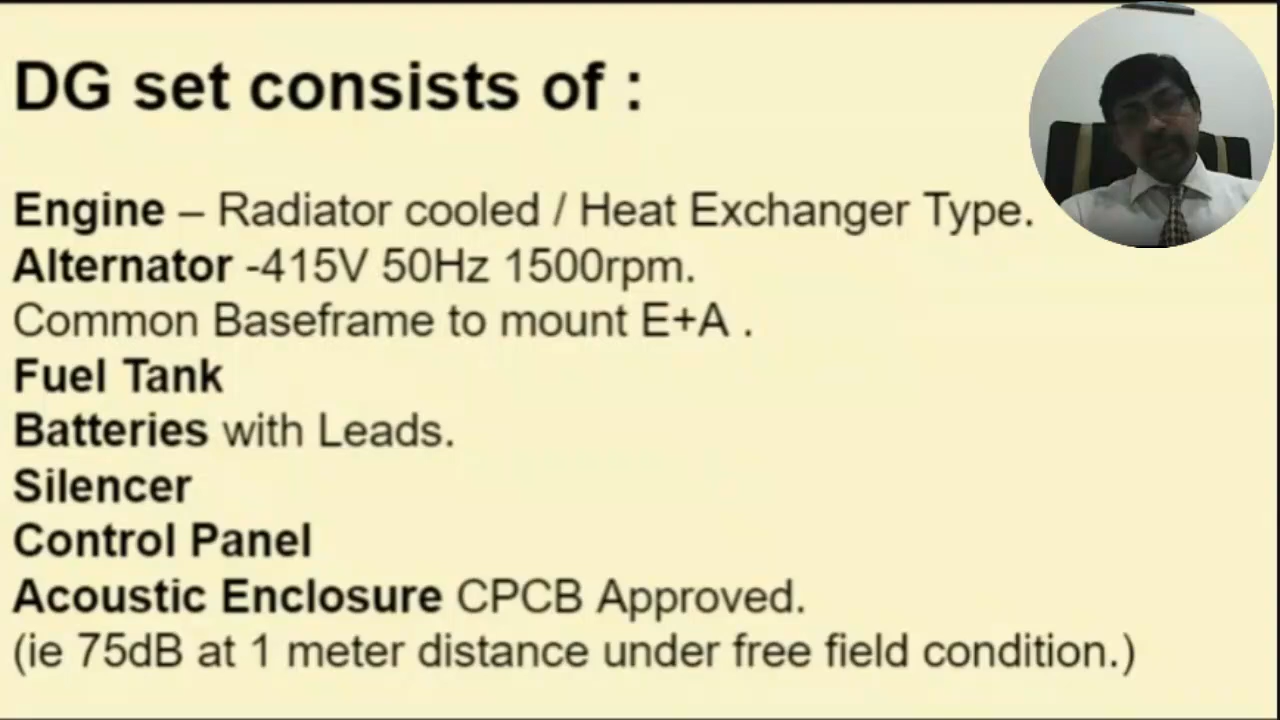 DG set consists of :
Engine – Radiator cooled / Heat Exchanger Type.
Alternator -415V 50Hz 1500rpm.
Common Baseframe to mount E+A .
Fuel Tank
Batteries with Leads.
Silencer
Control Panel
Acoustic Enclosure CPCB Approved.
(ie 75dB at 1 meter distance under free field condition.)